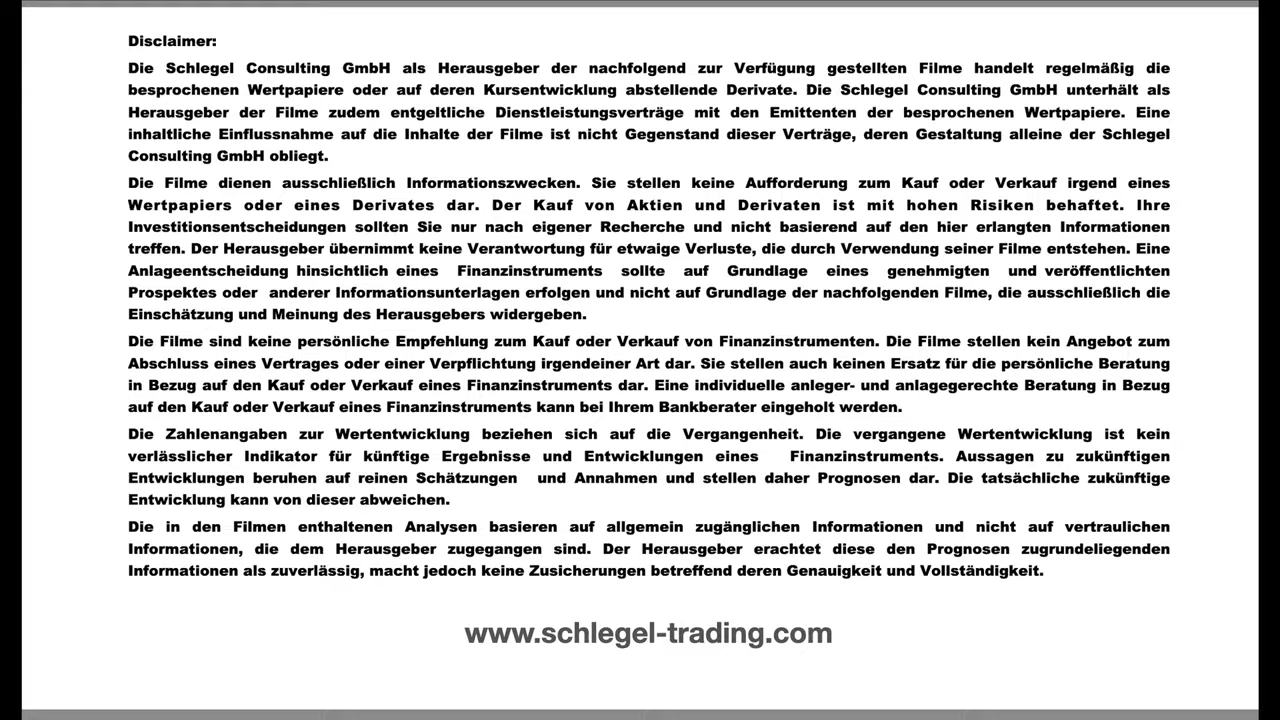 Disclaimer:
Die Schlegel Consulting GmbH als Herausgeber der nachfolgend zur Verfügung gestellten Filme handelt regelmäßig die
besprochenen Wertpapiere oder auf deren Kursentwicklung abstellende Derivate. Die Schlegel Consulting GmbH unterhält als
Herausgeber der Filme zudem entgeltliche Dienstleistungsverträge mit den Emittenten der besprochenen Wertpapiere. Eine
inhaltliche Einflussnahme auf die Inhalte der Filme ist nicht Gegenstand dieser Verträge, deren Gestaltung alleine der Schlegel
Consulting GmbH obliegt.
Die Filme dienen ausschließlich Informationszwecken. Sie stellen keine Aufforderung zum Kauf oder Verkauf irgend eines
Wertpapiers oder eines Derivates dar. Der Kauf von Aktien und Derivaten ist mit hohen Risiken behaftet. Ihre
Investitionsentscheidungen sollten Sie nur nach eigener Recherche und nicht basierend auf den hier erlangten Informationen
treffen. Der Herausgeber übernimmt keine Verantwortung für etwaige Verluste, die durch Verwendung seiner Filme entstehen. Eine
Anlageentscheidung hinsichtlich eines Finanzinstruments sollte auf Grundlage eines genehmigten und veröffentlichten
Prospektes oder anderer Informationsunterlagen erfolgen und nicht auf Grundlage der nachfolgenden Filme, die ausschließlich die
Einschätzung und Meinung des Herausgebers widergeben.
Die Filme sind keine persönliche Empfehlung zum Kauf oder Verkauf von Finanzinstrumenten. Die Filme stellen kein Angebot zum
Abschluss eines Vertrages oder einer Verpflichtung irgendeiner Art dar. Sie stellen auch keinen Ersatz für die persönliche Beratung
in Bezug auf den Kauf oder Verkauf eines Finanzinstruments dar. Eine individuelle anleger- und anlagegerechte Beratung in Bezug
auf den Kauf oder Verkauf eines Finanzinstruments kann bei Ihrem Bankberater eingeholt werden.
Die Zahlenangaben zur Wertentwicklung beziehen sich auf die Vergangenheit. Die vergangene Wertentwicklung ist kein
verlässlicher Indikator für künftige Ergebnisse und Entwicklungen eines Finanzinstruments. Aussagen zu zukünftigen
Entwicklungen beruhen auf reinen Schätzungen und Annahmen und stellen daher Prognosen dar. Die tatsächliche zukünftige
Entwicklung kann von dieser abweichen.
Die in den Filmen enthaltenen Analysen basieren auf allgemein zugänglichen Informationen und nicht auf vertraulichen
Informationen, die dem Herausgeber zugegangen sind. Der Herausgeber erachtet diese den Prognosen zugrundeliegenden
Informationen als zuverlässig, macht jedoch keine Zusicherungen betreffend deren Genauigkeit und Vollständigkeit.
www.schlegel-trading.com